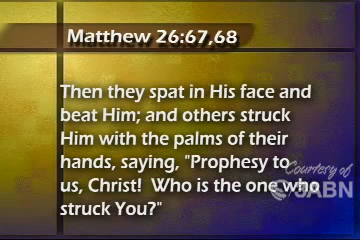 Matthew 26:67,68
Then they spat in His face and
beat Him; and others struck
Him with the palms of their
hands, saying, "Prophesy to
us, Christ!  Who is the one who
struck You?"
Courtesy of
3ABN